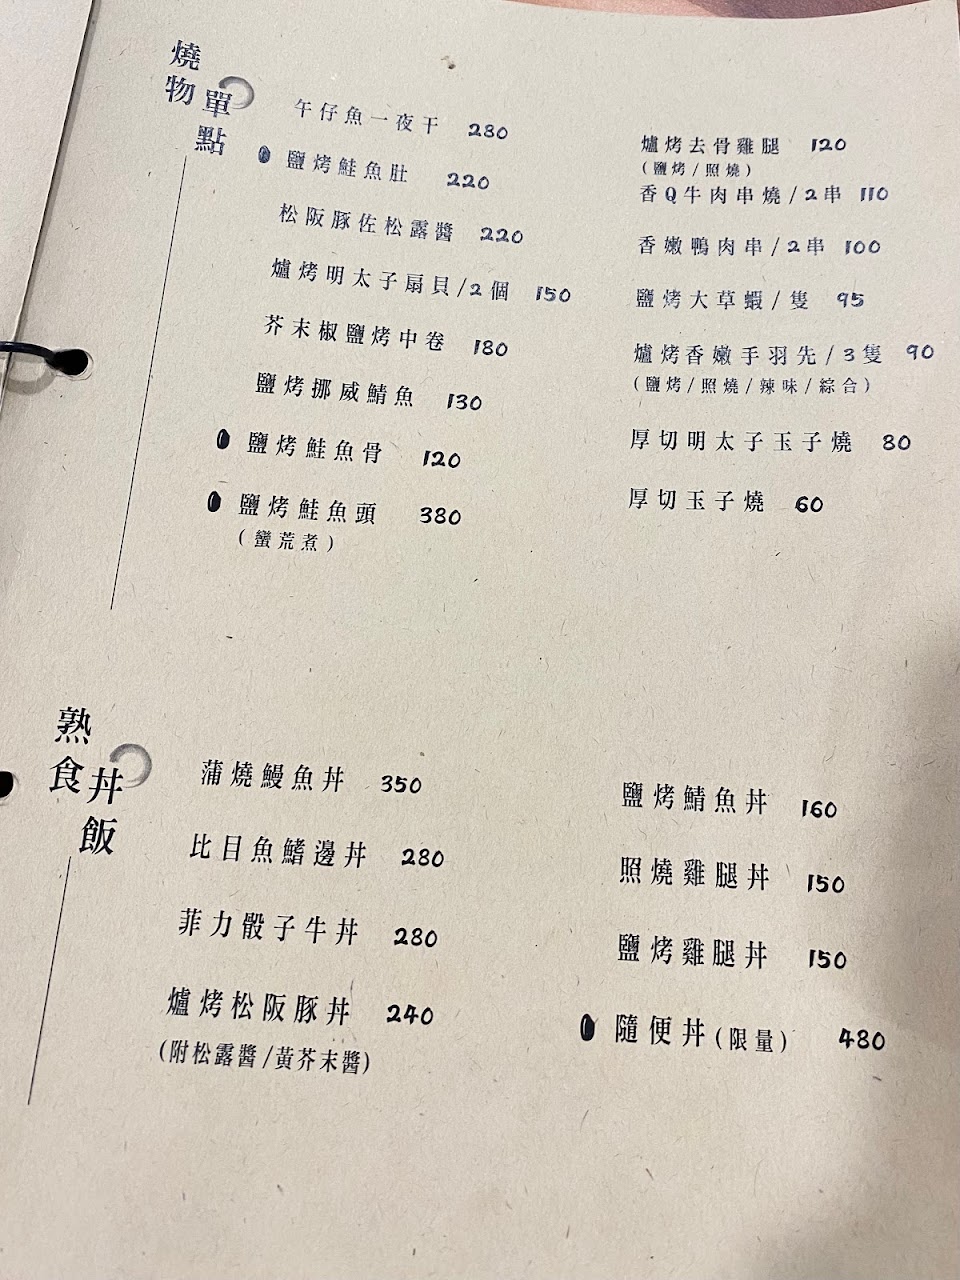 燒物
單點
午仔魚一夜干 280
鹽烤鮭魚肚 220
松阪豚佐松露醬 220
爐烤明太子扇貝/2個 150
芥末椒鹽烤中卷 180
鹽烤挪威鯖魚 130
鹽烤鮭魚骨 120
鹽烤鮭魚頭 380
(蠻荒煮)
爐烤去骨雞腿 120
(鹽烤/照燒)
香Q牛肉串燒/2串 110
香嫩鴨肉串/2串 100
鹽烤大草蝦/隻 95
爐烤香嫩手羽先/3隻 90
(鹽烤/照燒/辣味/綜合)
厚切明太子玉子燒 80
厚切玉子燒 60
熟食
丼飯
蒲燒鰻魚丼 350
比目魚鰭邊丼 280
菲力骰子牛丼 280
爐烤松阪豚丼 240
(附松露醬/黃芥末醬)
鹽烤鯖魚丼 160
照燒雞腿丼 150
鹽烤雞腿丼 150
隨便丼(限量) 480